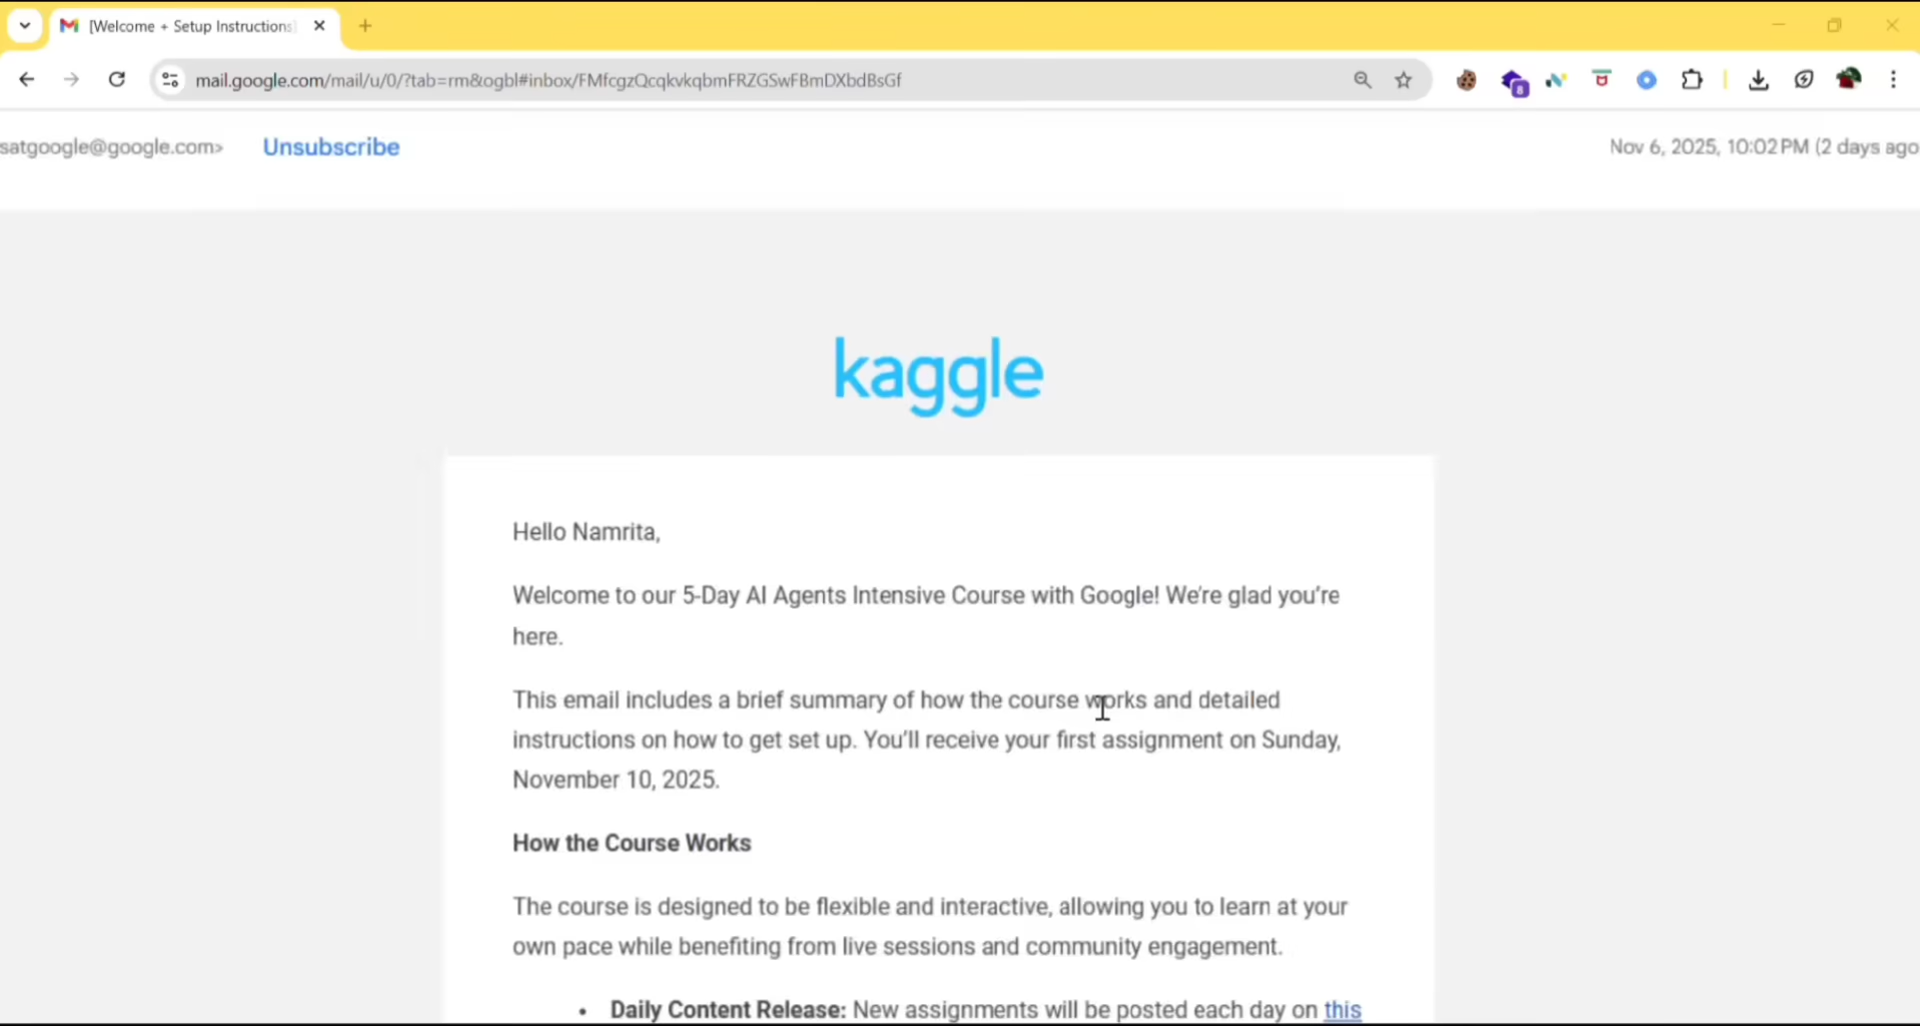 [Welcome + Setup Instructions]
mail.google.com/mail/u/0/?tab=rm&ogbl#inbox/FMfcgzQcqkvkqbmFRZGSwFBmDXbdBsGf
8
satgoogle@google.com>
Unsubscribe
Nov 6, 2025, 10:02 PM (2 days ago
kaggle
Hello Namrita,
Welcome to our 5-Day AI Agents Intensive Course with Google! We're glad you're
here.
This email includes a brief summary of how the course works and detailed
instructions on how to get set up. You'll receive your first assignment on Sunday,
November 10, 2025.
How the Course Works
The course is designed to be flexible and interactive, allowing you to learn at your
own pace while benefiting from live sessions and community engagement.
• Daily Content Release: New assignments will be posted each day on this